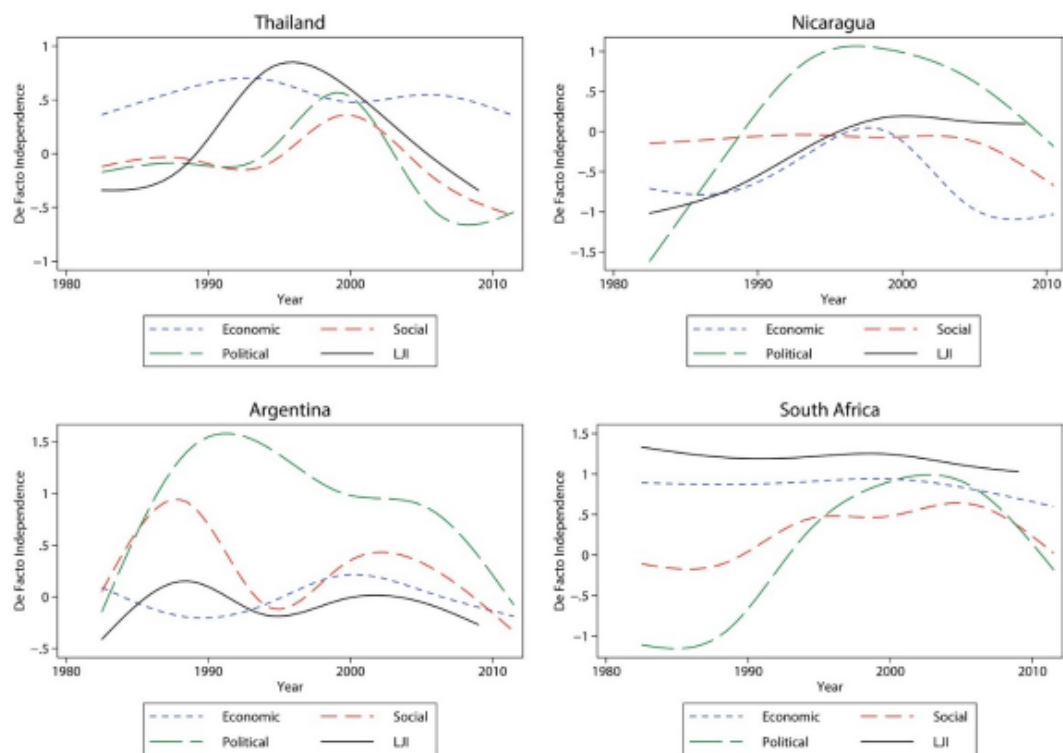 Thailand
De Facto Independence
1
.5
0
−.5
−1
1980 1990 2000 2010
Year
Economic Social
Political LJI
Nicaragua
De Facto Independence
1
.5
0
−.5
−1
−1.5
1980 1990 2000 2010
Year
Economic Social
Political LJI
Argentina
De Facto Independence
1.5
1
.5
0
−.5
1980 1990 2000 2010
Year
Economic Social
Political LJI
South Africa
De Facto Independence
1.5
1
.5
0
−.5
−1
1980 1990 2000 2010
Year
Economic Social
Political LJI